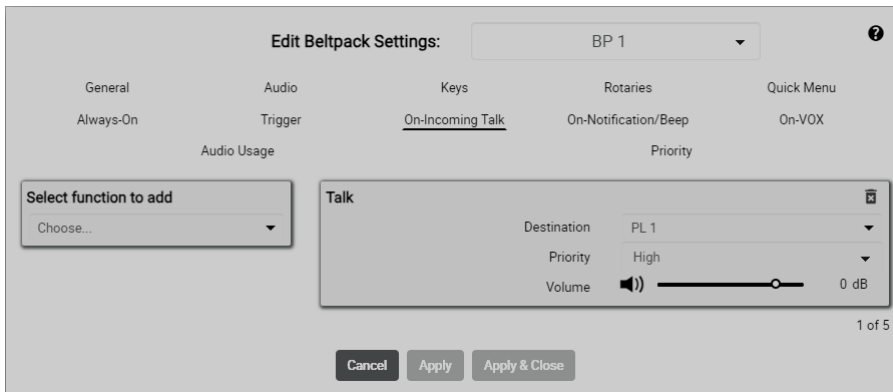 Edit Beltpack Settings: BP 1
General Audio Keys Rotaries Quick Menu
Always-On Trigger On-Incoming Talk On-Notification/Beep On-VOX
Audio Usage Priority
Select function to add
Choose...
Talk
Destination PL 1
Priority High
Volume 0 dB
1 of 5
Cancel Apply Apply & Close